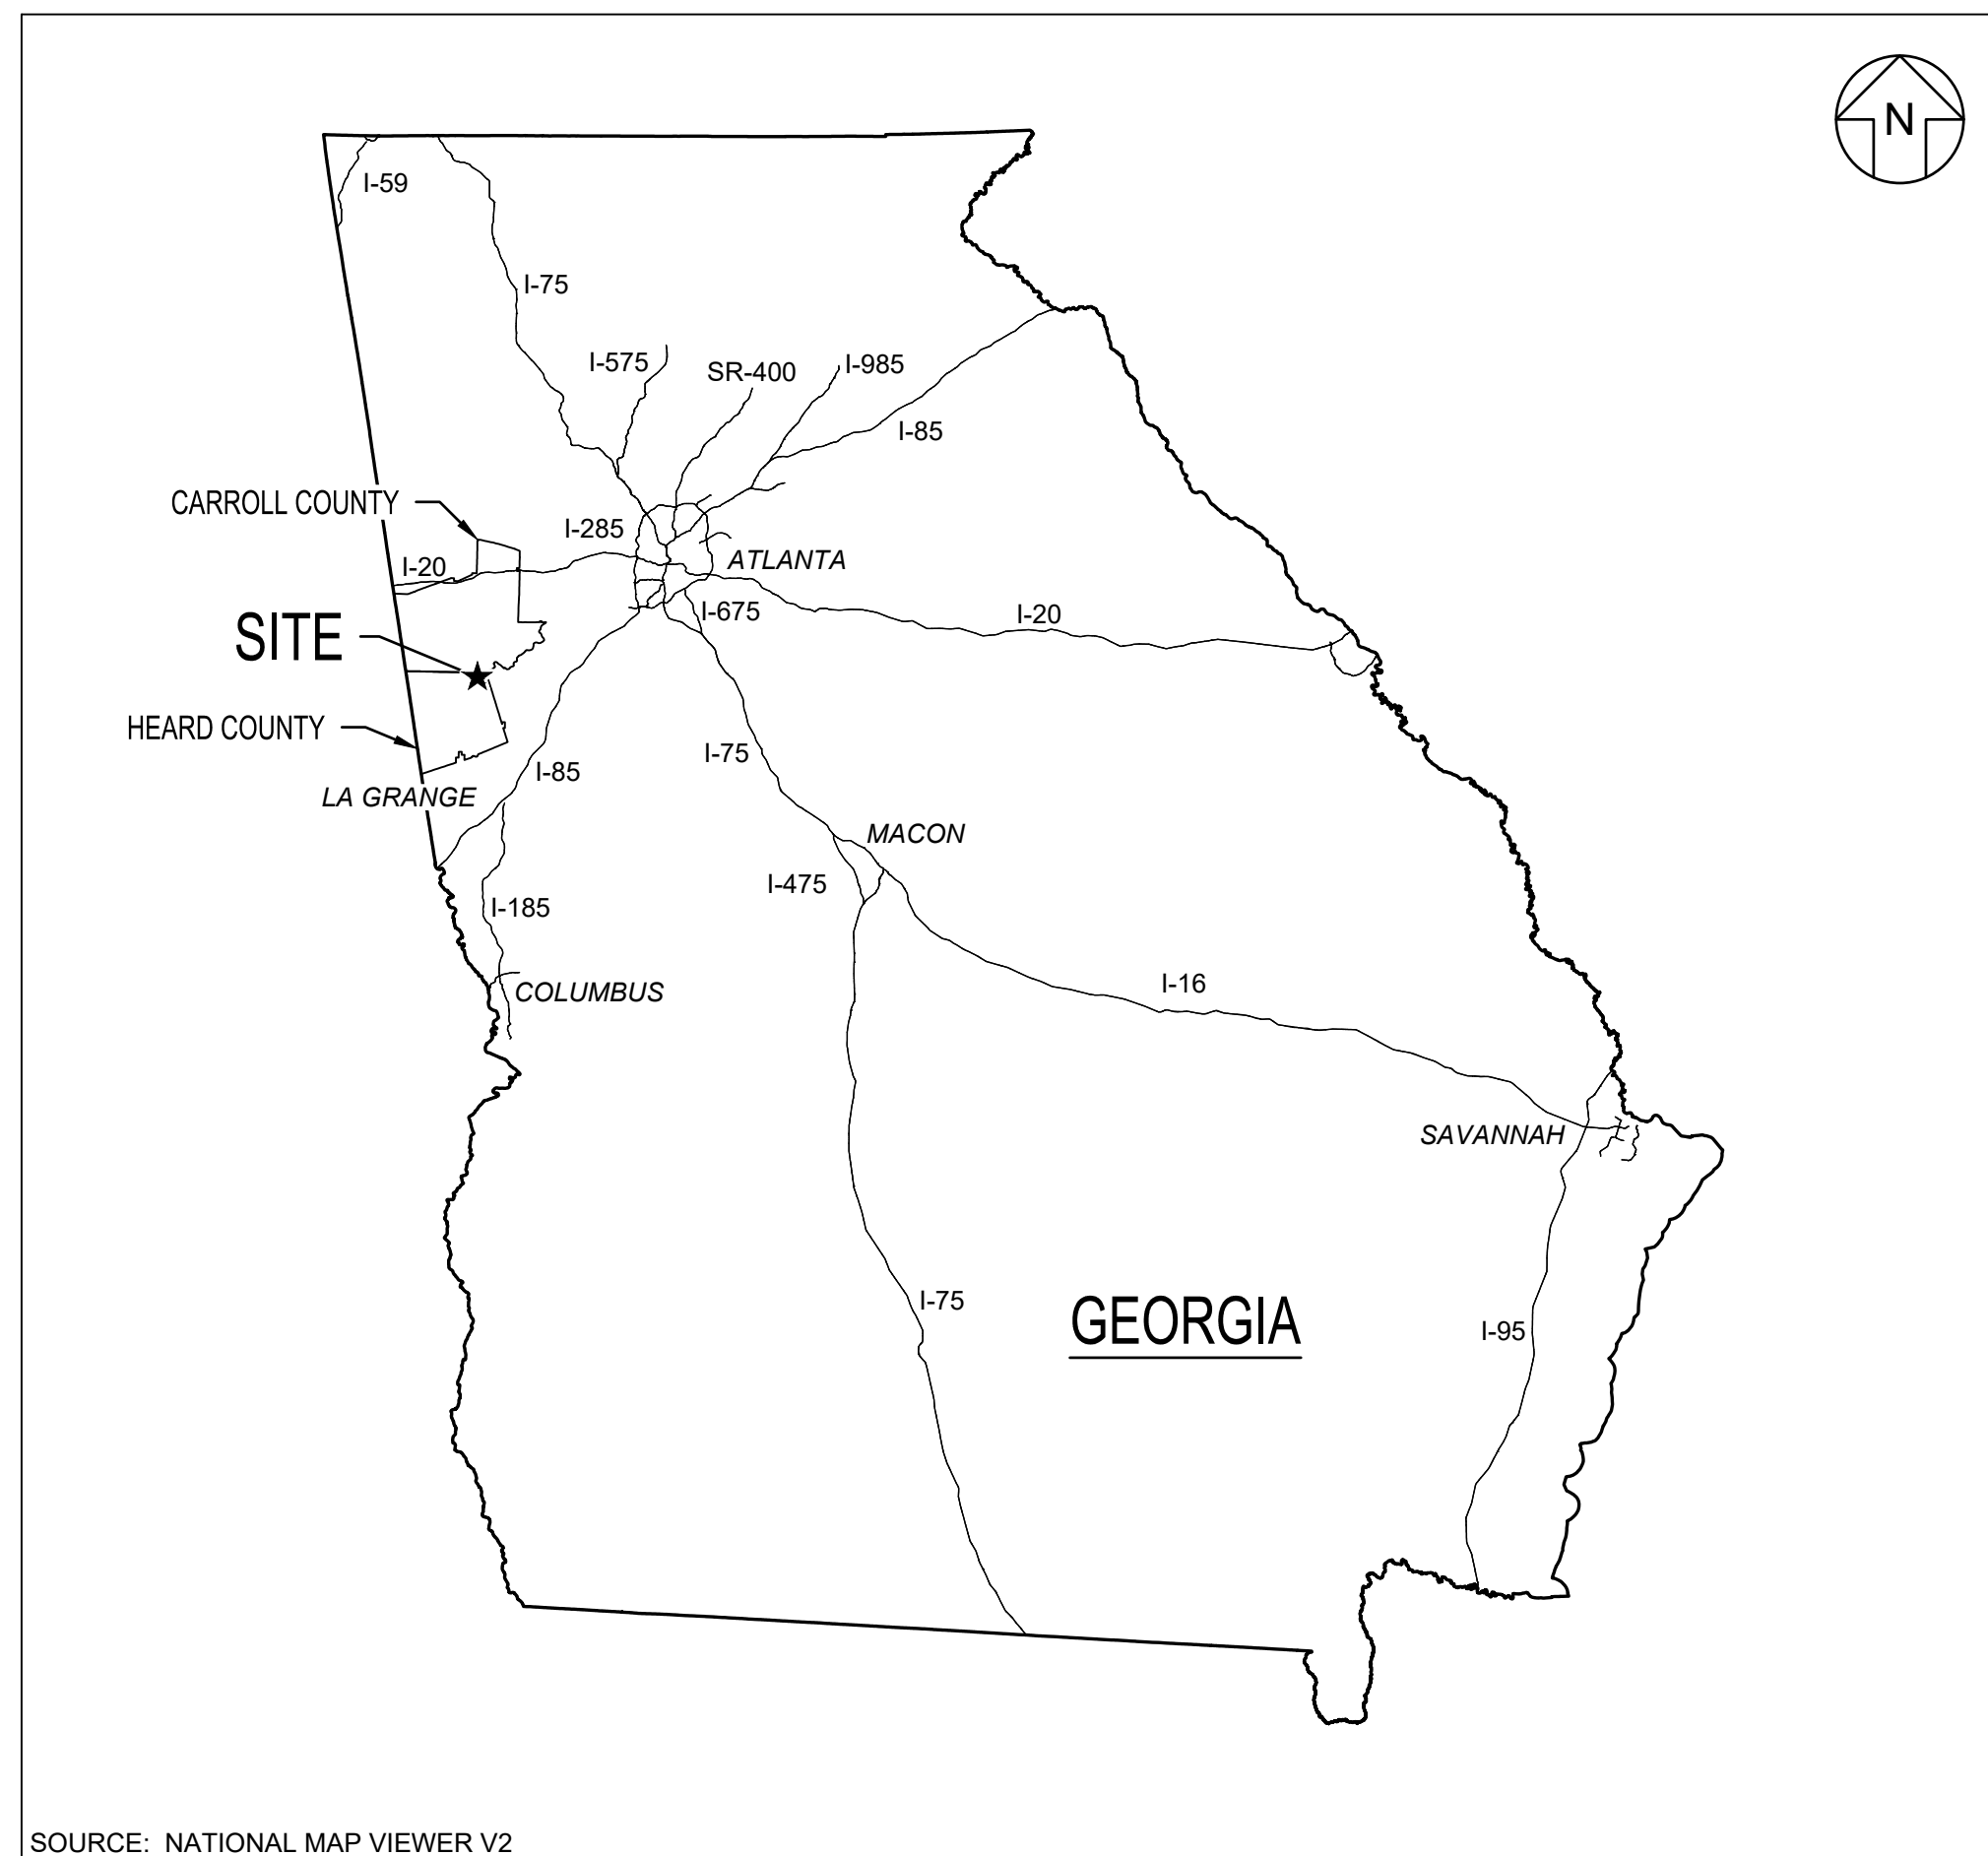 N
I-59
I-75
I-575
SR-400
I-985
I-85
CARROLL COUNTY
I-285
ATLANTA
I-20
I-675
I-20
SITE
HEARD COUNTY
I-75
I-85
LA GRANGE
MACON
I-475
I-185
I-16
COLUMBUS
SAVANNAH
I-75
GEORGIA
I-95
SOURCE: NATIONAL MAP VIEWER V2